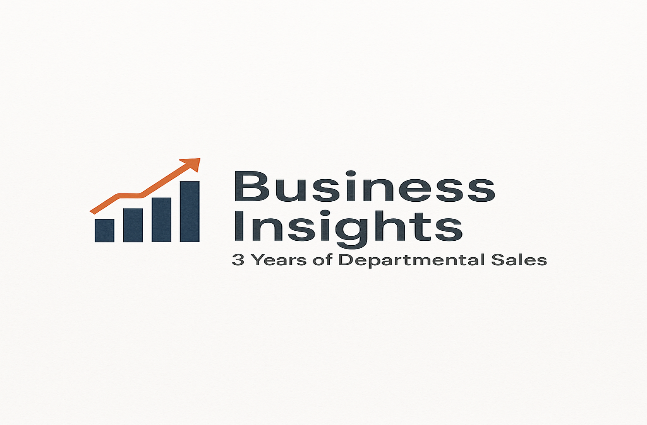 Business
Insights
3 Years of Departmental Sales